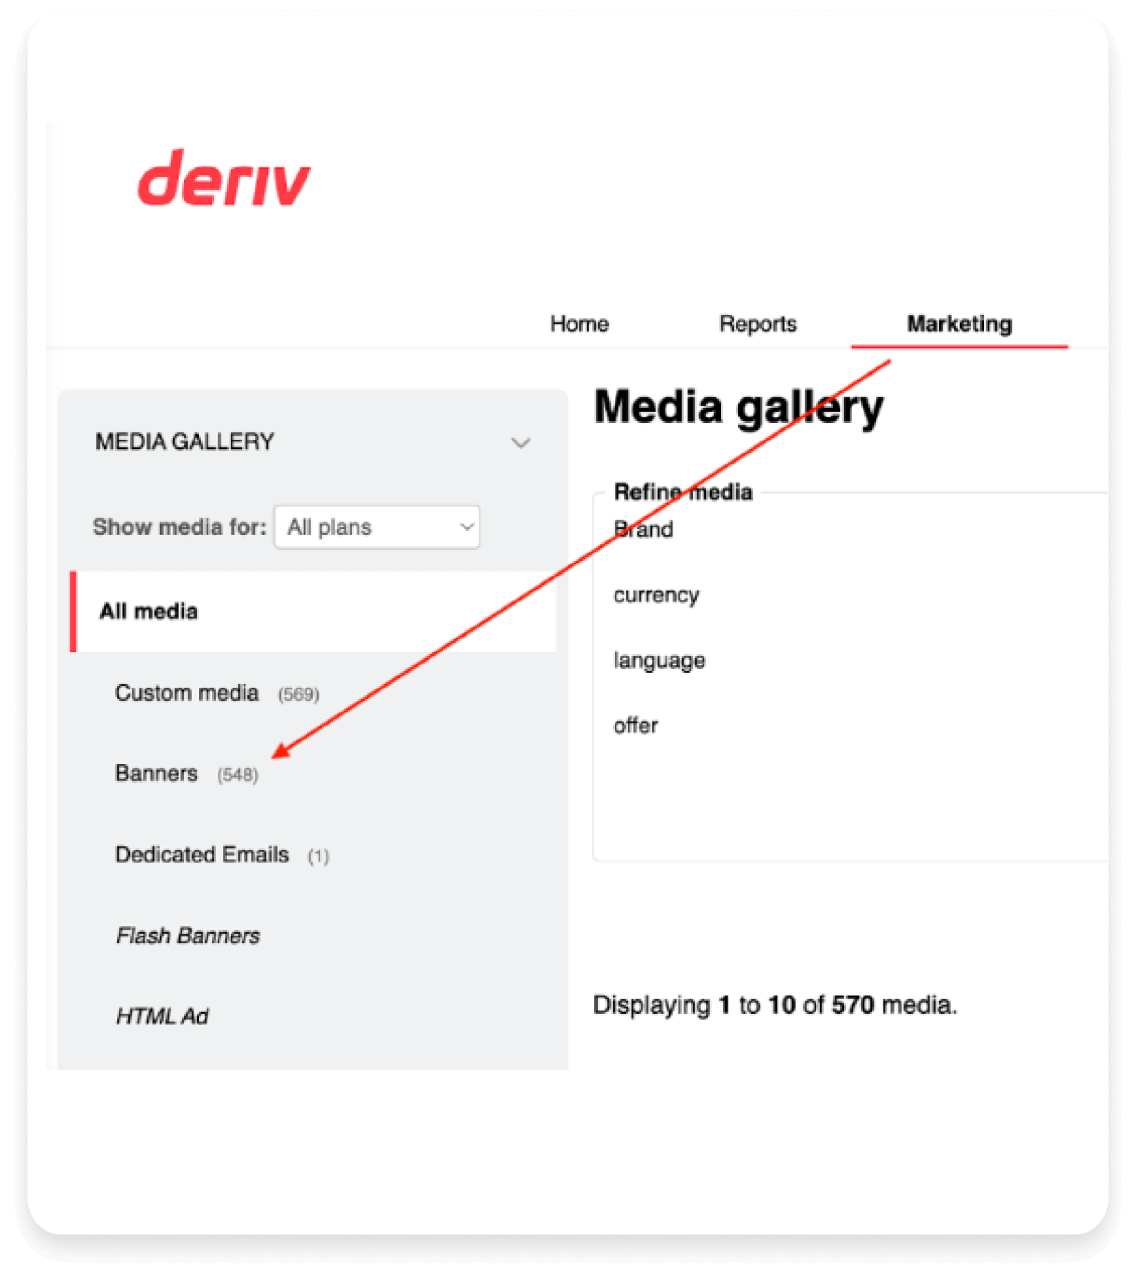 deriv
Home Reports Marketing
MEDIA GALLERY
Show media for: All plans
All media
Custom media (569)
Banners (548)
Dedicated Emails (1)
Flash Banners
HTML Ad
Media gallery
Refine media
Brand
currency
language
offer
Displaying 1 to 10 of 570 media.